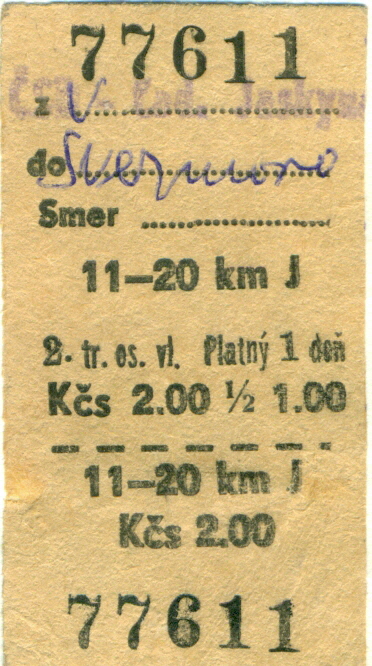 77611
z
do Švermovo
Smer
11-20 km J
2. tr. os. vl. Platný 1 deň
Kčs 2.00 ½ 1.00
11-20 km J
Kčs 2.00
77611